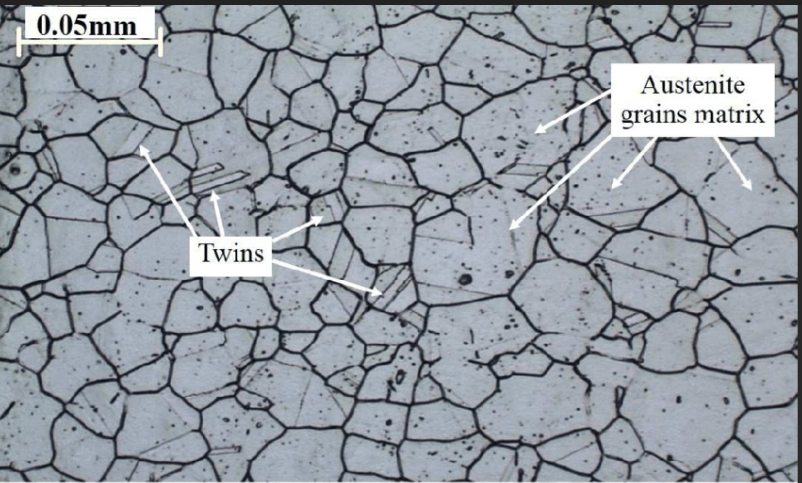 0.05mm
Austenite
grains matrix
Twins